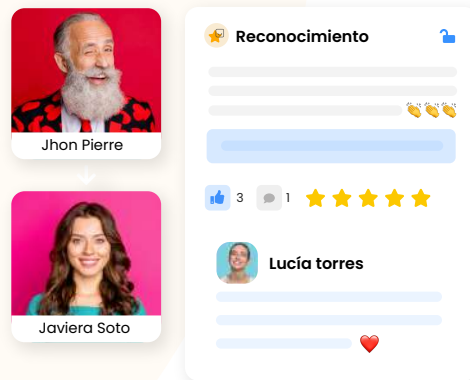 Jhon Pierre
Javiera Soto
Reconocimiento
3
1
Lucía torres